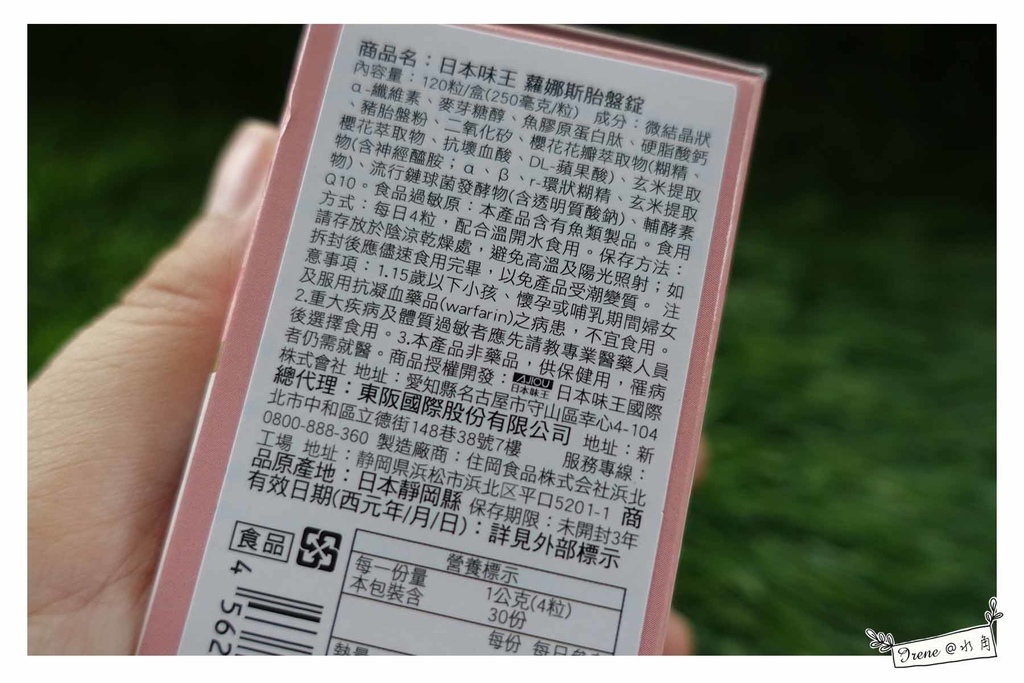 商品名：日本味王 蘿娜斯胎盤錠
內容量：120粒/盒(250毫克/粒) 成分：微結晶狀
α-纖維素、麥芽糖醇、魚膠原蛋白肽、硬脂酸鈣
、豬胎盤粉、二氧化矽、櫻花花瓣萃取物(糊精、
櫻花萃取物、抗壞血酸、DL-蘋果酸)、玄米提取
物(含神經醯胺；α、β、r-環狀糊精、玄米提取
物)、流行鏈球菌發酵物(含透明質酸鈉)、輔酵素
Q10。食品過敏原：本產品含有魚類製品。食用
方式：每日4粒，配合溫開水食用。保存方法：
請存放於陰涼乾燥處，避免高溫及陽光照射；如
拆封後應儘速食用完畢，以免產品受潮變質。 注
意事項：1.15歲以下小孩、懷孕或哺乳期間婦女
及服用抗凝血藥品(warfarin)之病患，不宜食用。
2.重大疾病及體質過敏者應先請教專業醫藥人員
後選擇食用。3.本產品非藥品，供保健用，罹病
者仍需就醫。商品授權開發：AJIOU 日本味王 日本味王國際
株式會社 地址：愛知縣名古屋市守山區幸心4-104
總代理：東阪國際股份有限公司 地址：新
北市中和區立德街148巷38號7樓 服務專線：
0800-888-360 製造廠商：住岡食品株式会社浜北
工場 地址：静岡県浜松市浜北区平口5201-1 商
品原產地：日本靜岡縣 保存期限：未開封3年
有效日期(西元年/月/日)：詳見外部標示
食品
營養標示
每一份量 1公克(4粒)
本包裝含 30份
每份 每日參
熱量
4 562
Irene @ 水角